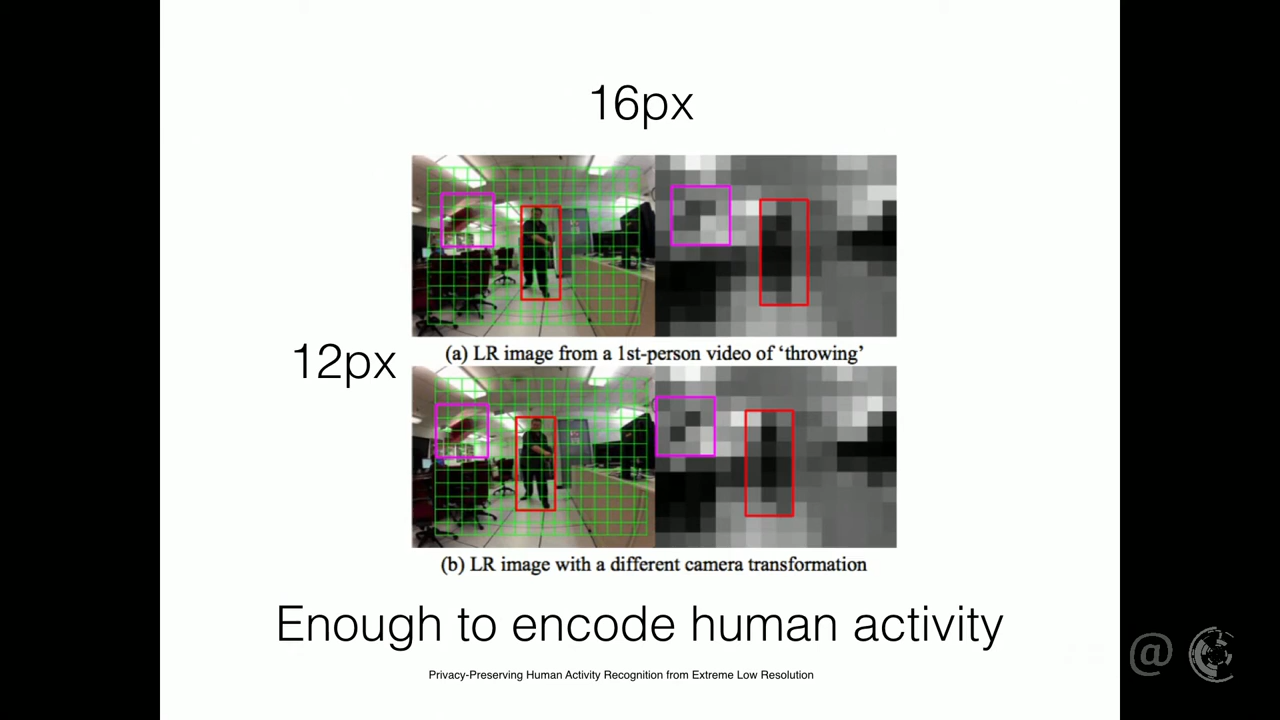 16px
12px
(a) LR image from a 1st-person video of ‘throwing’
(b) LR image with a different camera transformation
Enough to encode human activity
Privacy-Preserving Human Activity Recognition from Extreme Low Resolution
@